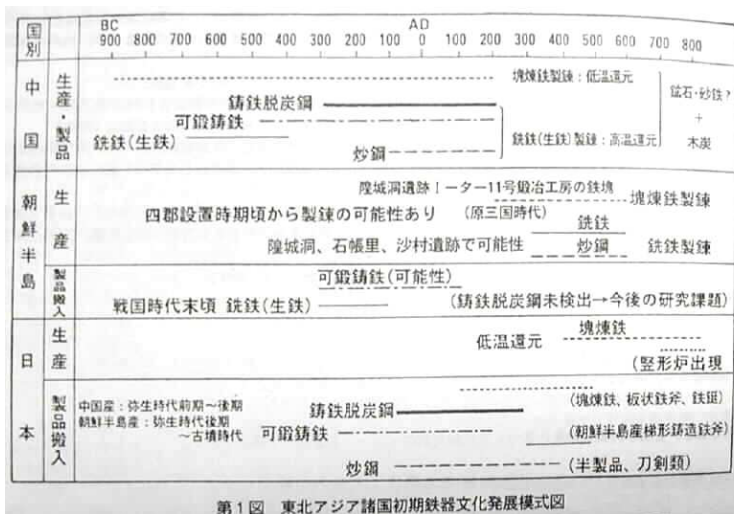 国別
BC AD
900 800 700 600 500 400 300 200 100 0 100 200 300 400 500 600 700 800
中国
生産・製品
塊煉鉄製錬：低温還元
鋳鉄脱炭鋼
可鍛鋳鉄
銑鉄(生鉄)
炒鋼
銑鉄(生鉄)製錬：高温還元
鉱石・砂鉄？
+
木炭
朝鮮半島
生産
隍城洞遺跡Ⅰ－ター11号鍛冶工房の鉄塊
塊煉鉄製錬
四郡設置時期頃から製錬の可能性あり
(原三国時代)
銑鉄
隍城洞、石帳里、沙村遺跡で可能性
炒鋼
銑鉄製錬
製品搬入
可鍛鋳鉄(可能性)
戦国時代末頃 銑鉄(生鉄)
(鋳鉄脱炭鋼未検出→今後の研究課題)
日本
生産
塊煉鉄
低温還元
(竪形炉出現
製品搬入
中国産：弥生時代前期～後期
朝鮮半島産：弥生時代後期
～古墳時代
(塊煉鉄、板状鉄斧、鉄鋌)
鋳鉄脱炭鋼
可鍛鋳鉄
(朝鮮半島産梯形鋳造鉄斧)
炒鋼
(半製品、刀剣類)
第1図 東北アジア諸国初期鉄器文化発展模式図